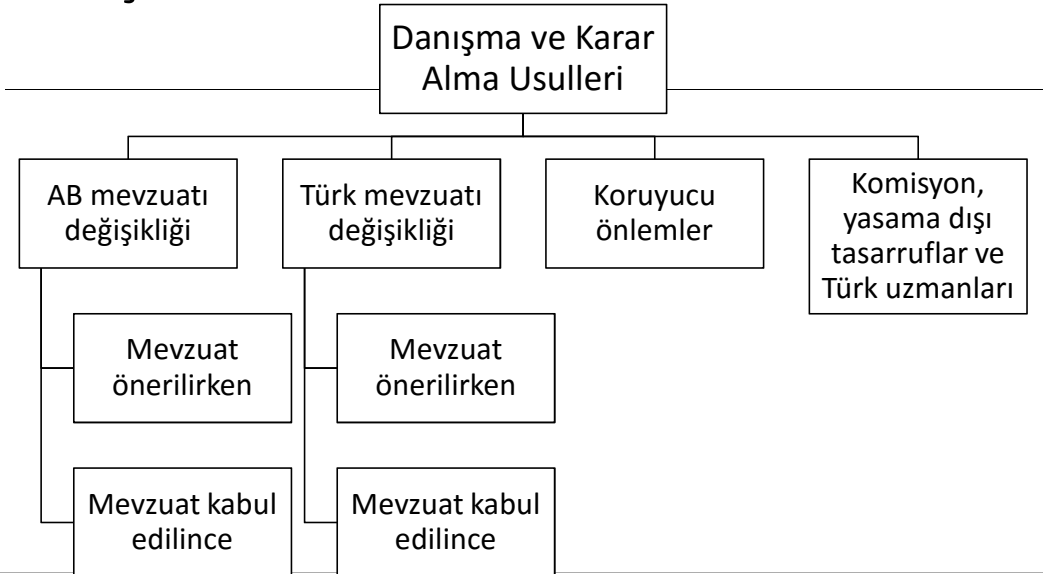 Danışma ve Karar
Alma Usulleri
AB mevzuatı
değişikliği
Türk mevzuatı
değişikliği
Koruyucu
önlemler
Komisyon,
yasama dışı
tasarruflar ve
Türk uzmanları
Mevzuat
önerilirken
Mevzuat
önerilirken
Mevzuat kabul
edilince
Mevzuat kabul
edilince